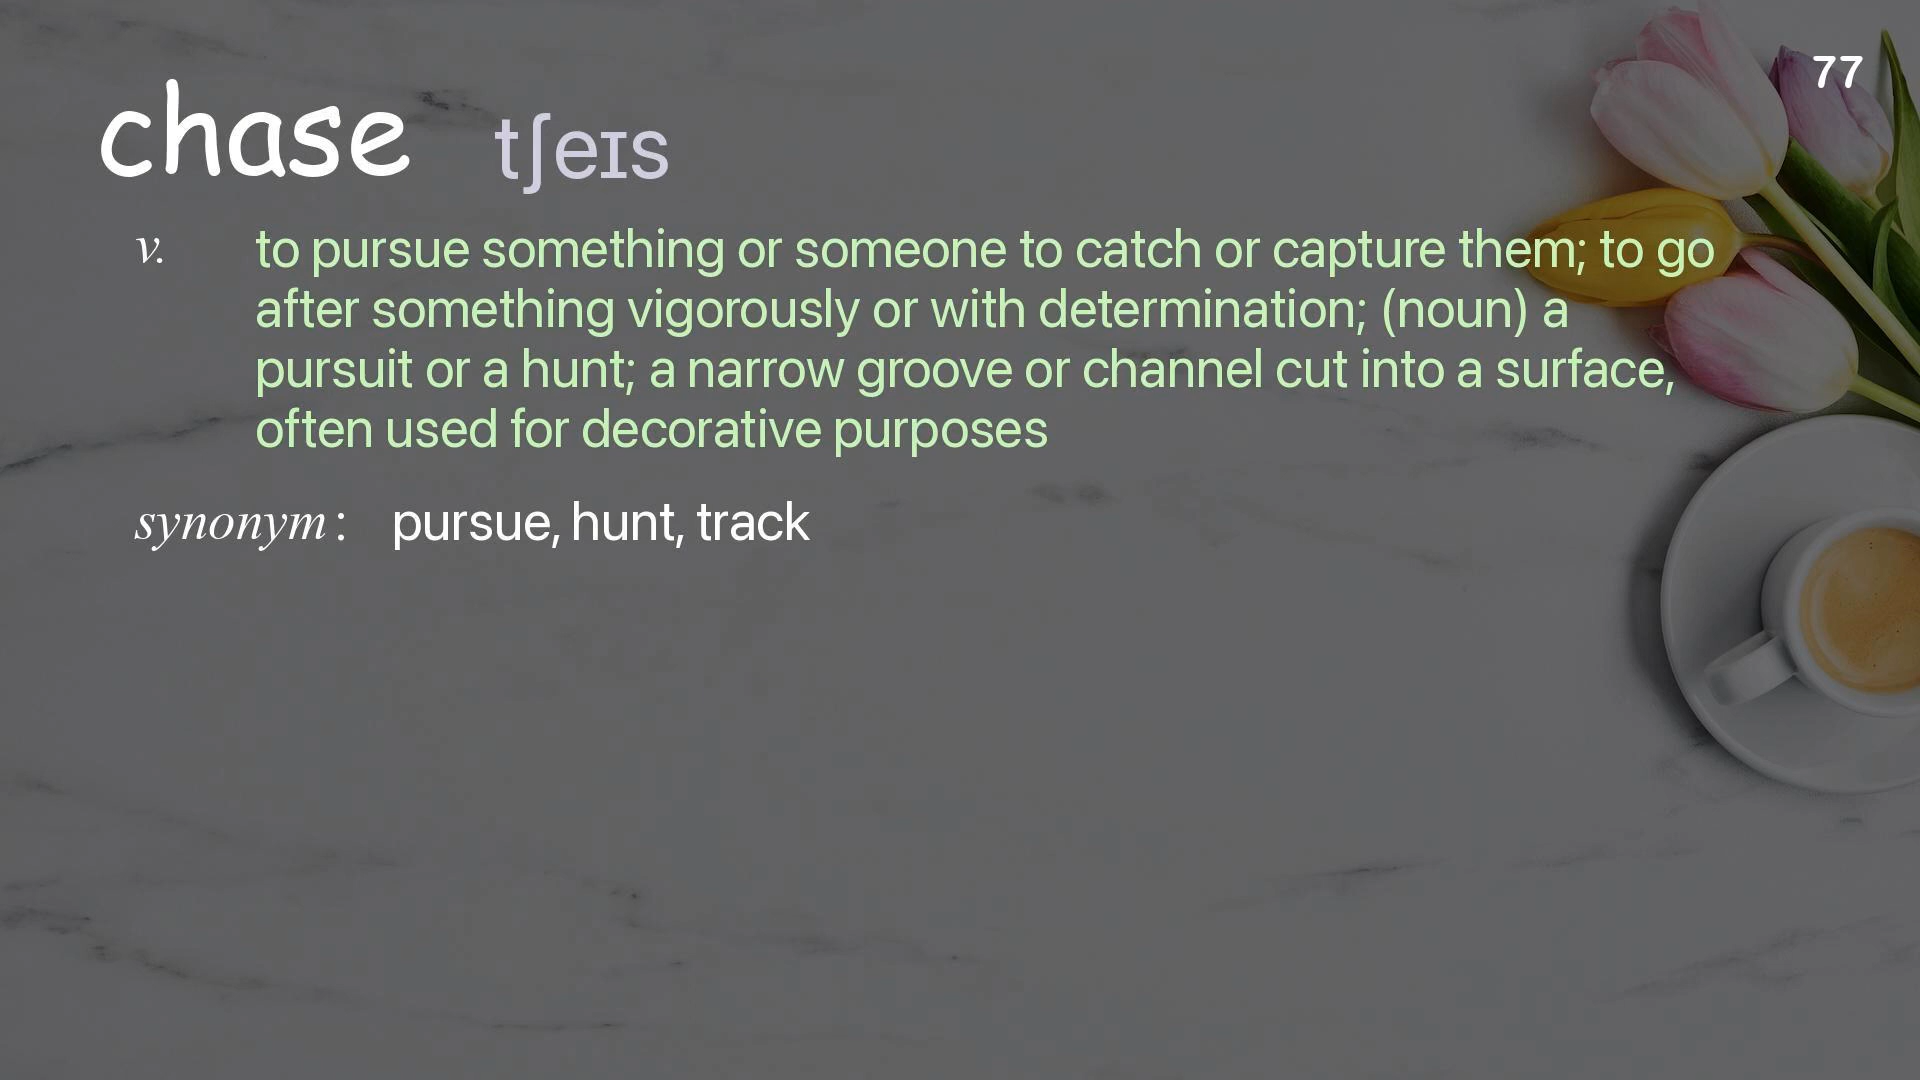 77
chase tʃeɪs
v. to pursue something or someone to catch or capture them; to go
after something vigorously or with determination; (noun) a
pursuit or a hunt; a narrow groove or channel cut into a surface,
often used for decorative purposes
synonym : pursue, hunt, track